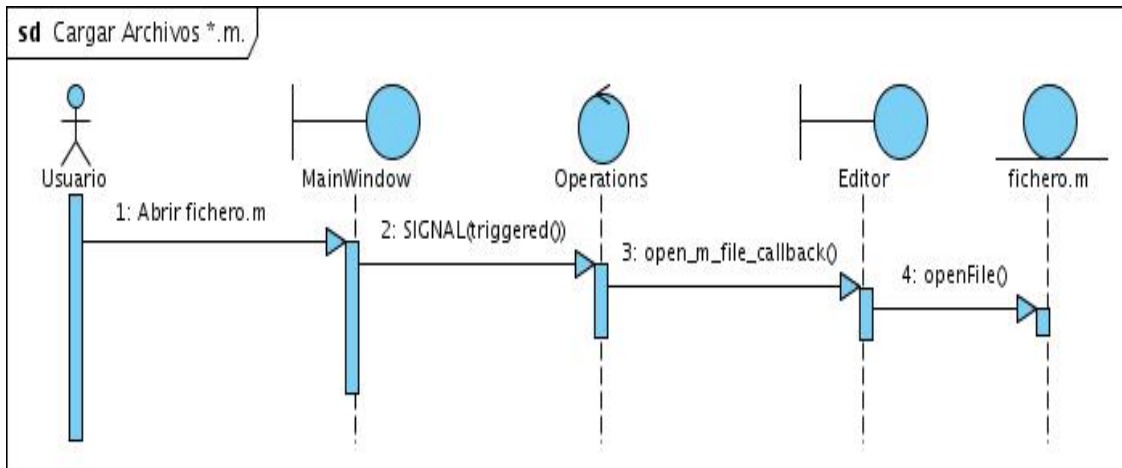 sd Cargar Archivos *.m.
Usuario
MainWindow
Operations
Editor
fichero.m
1: Abrir fichero.m
2: SIGNAL(triggered())
3: open_m_file_callback()
4: openFile()